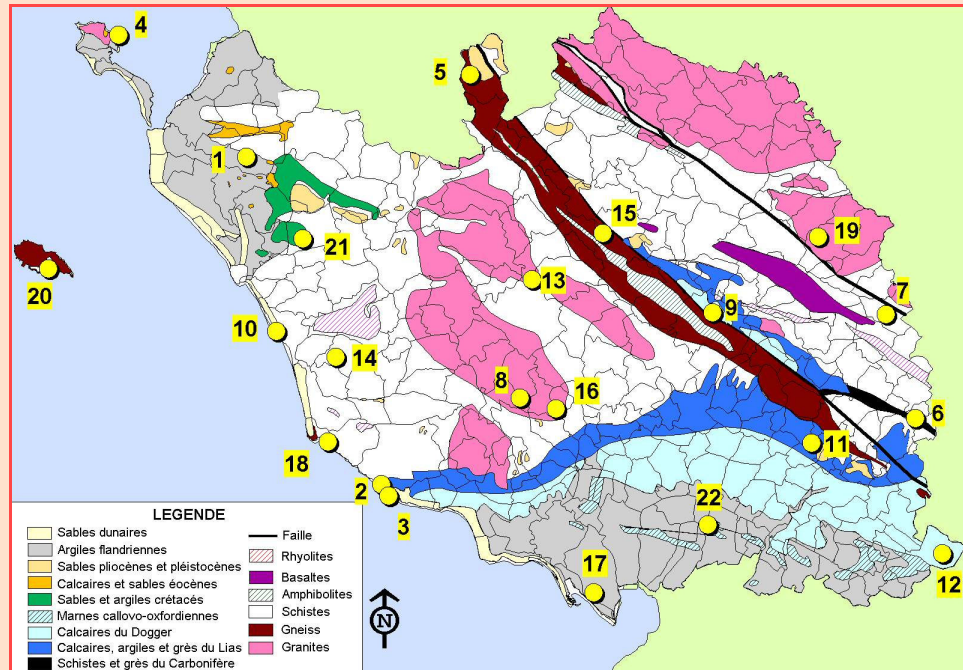 4
5
1
15
19
21
20
13
7
9
10
14
8
16
6
11
18
2
3
22
17
12
N
LEGENDE
Sables dunaires
Argiles flandriennes
Sables pliocènes et pléistocènes
Calcaires et sables éocènes
Sables et argiles crétacés
Marnes callovo-oxfordiennes
Calcaires du Dogger
Calcaires, argiles et grès du Lias
Schistes et grès du Carbonifère
Faille
Rhyolites
Basaltes
Amphibolites
Schistes
Gneiss
Granites